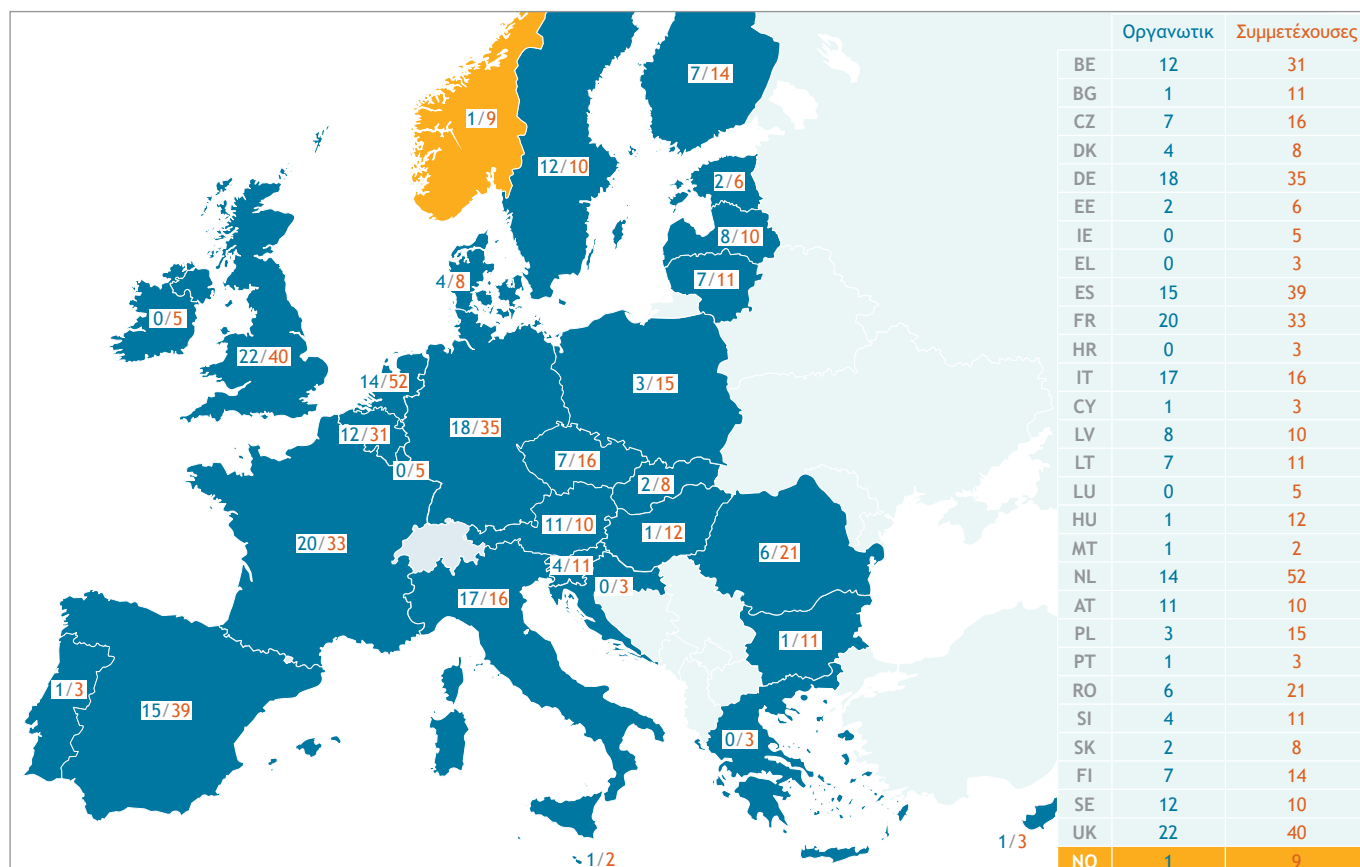 Οργανωτικ Συμμετέχουσες
BE 12 31
BG 1 11
CZ 7 16
DK 4 8
DE 18 35
EE 2 6
IE 0 5
EL 0 3
ES 15 39
FR 20 33
HR 0 3
IT 17 16
CY 1 3
LV 8 10
LT 7 11
LU 0 5
HU 1 12
MT 1 2
NL 14 52
AT 11 10
PL 3 15
PT 1 3
RO 6 21
SI 4 11
SK 2 8
FI 7 14
SE 12 10
UK 22 40
NO 1 9
7/14
1/9
12/10
2/6
8/10
4/8
7/11
0/5
22/40
14/52
3/15
12/31
18/35
0/5
7/16
2/8
11/10
1/12
20/33
6/21
4/11
0/3
17/16
1/11
1/3
15/39
0/3
1/3
1/2